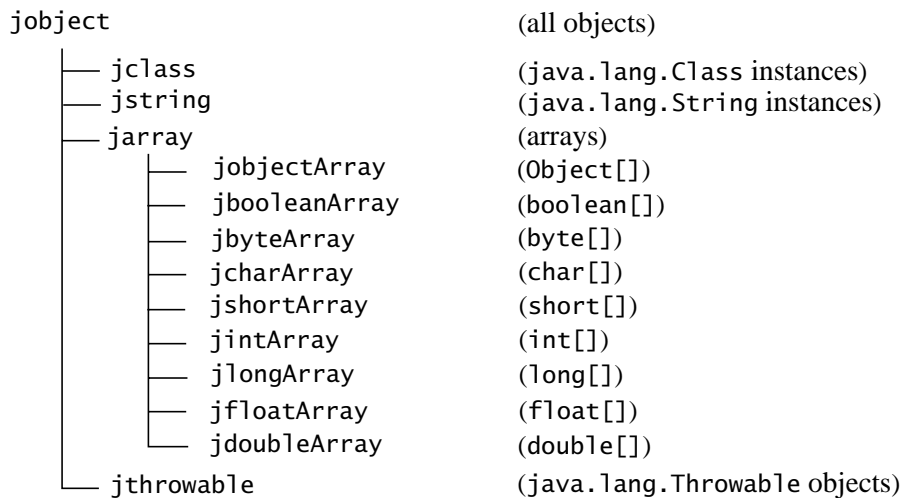 jobject (all objects)
jclass (java.lang.Class instances)
jstring (java.lang.String instances)
jarray (arrays)
jobjectArray (Object[])
jbooleanArray (boolean[])
jbyteArray (byte[])
jcharArray (char[])
jshortArray (short[])
jintArray (int[])
jlongArray (long[])
jfloatArray (float[])
jdoubleArray (double[])
jthrowable (java.lang.Throwable objects)